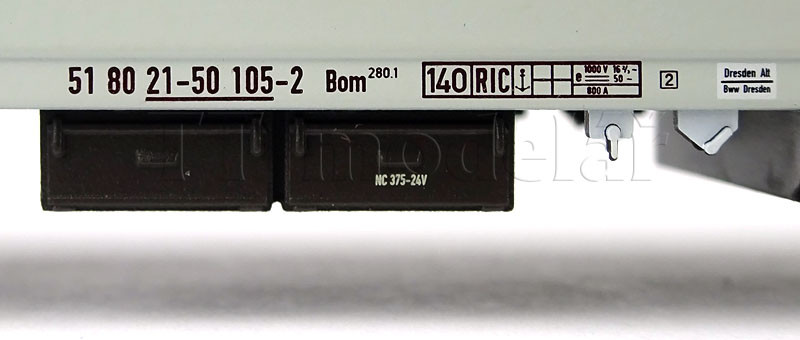 51 80 21-50 105-2 Bom 280.1 140 RIC e 1000 V 16 ⅔ ~ 50 ~ 800 A 2
Dresden Alt
Bww Dresden
NC 375-24V
modelar